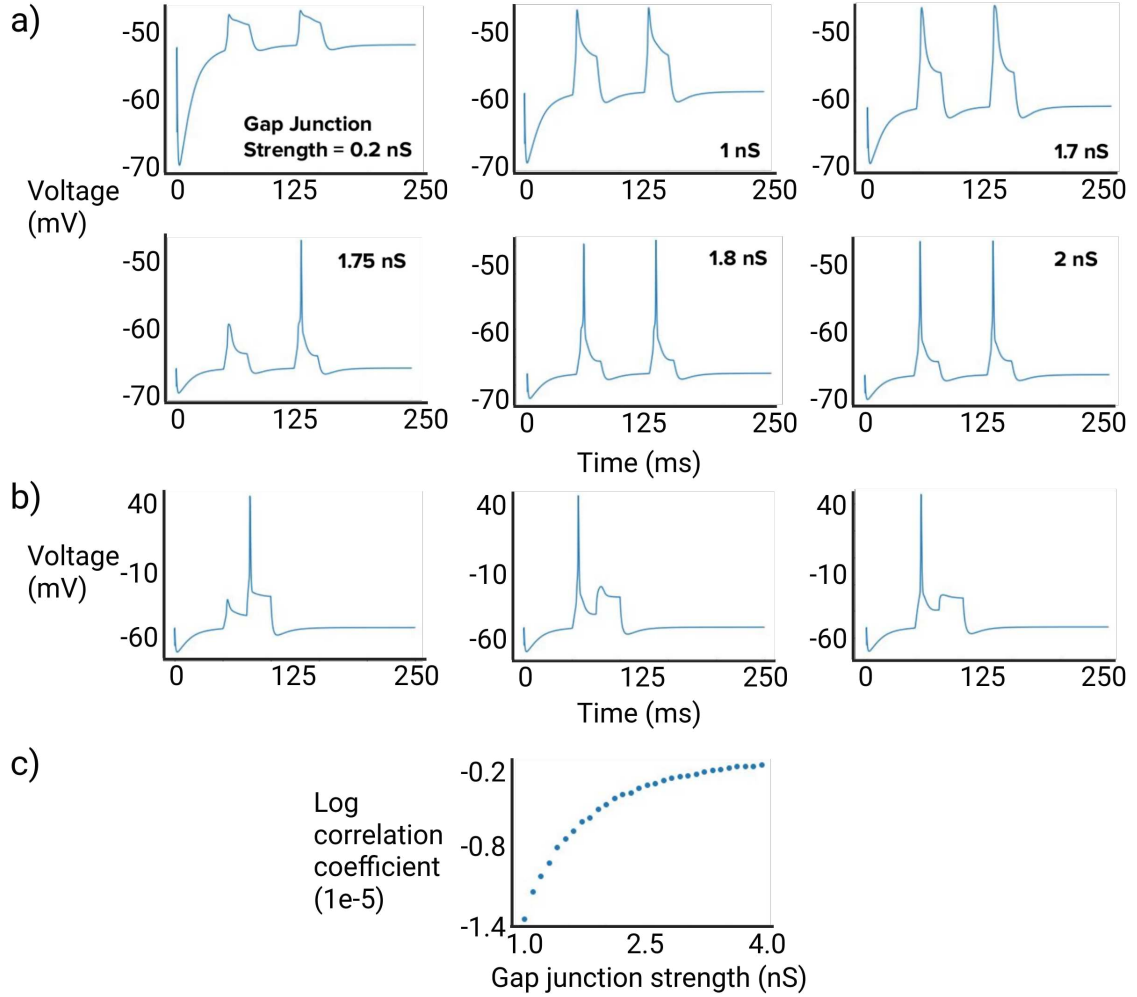 a)
-50
-60
-70
Gap Junction
Strength = 0.2 nS
0
125
250
-50
-60
-70
1 nS
0
125
250
-50
-60
-70
1.7 nS
0
125
250
Voltage
(mV)
-50
-60
-70
1.75 nS
0
125
250
-50
-60
-70
1.8 nS
0
125
250
-50
-60
-70
2 nS
0
125
250
Time (ms)
b)
Voltage
(mV)
40
-10
-60
0
125
250
40
-10
-60
0
125
250
40
-10
-60
0
125
250
Time (ms)
c)
Log
correlation
coefficient
(1e-5)
-0.2
-0.8
-1.4
1.0
2.5
4.0
Gap junction strength (nS)